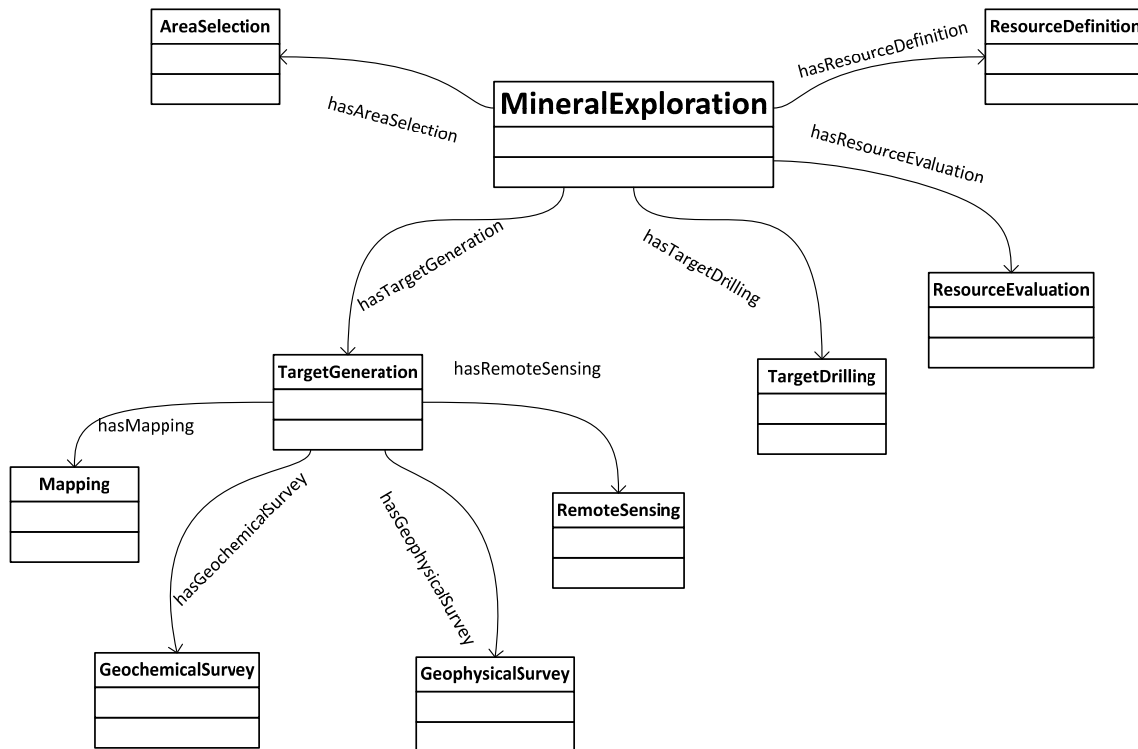 AreaSelection
ResourceDefinition
hasResourceDefinition
MineralExploration
hasAreaSelection
hasResourceEvaluation
hasTargetGeneration
hasTargetDrilling
ResourceEvaluation
TargetGeneration
hasRemoteSensing
TargetDrilling
hasMapping
Mapping
hasGeochemicalSurvey
hasGeophysicalSurvey
RemoteSensing
GeochemicalSurvey
GeophysicalSurvey